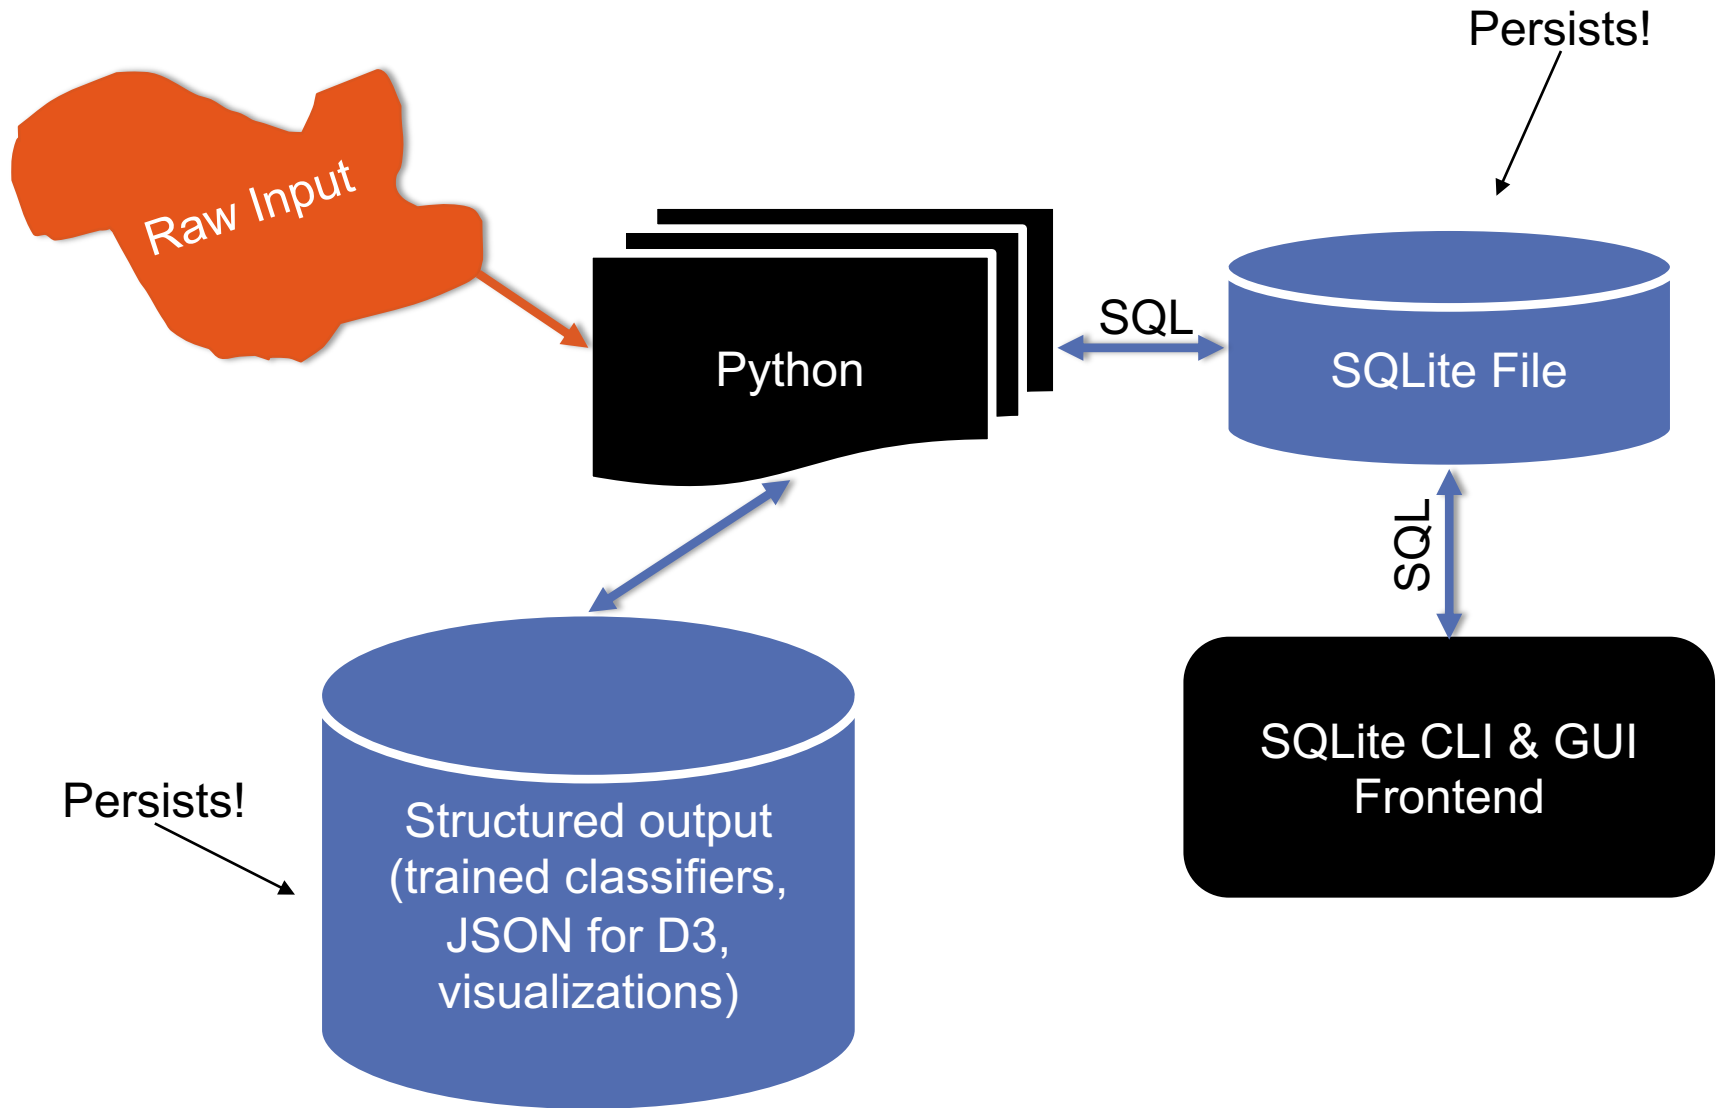 Persists!
Raw Input
Python
SQL
SQLite File
SQL
SQLite CLI & GUI
Frontend
Persists!
Structured output
(trained classifiers,
JSON for D3,
visualizations)